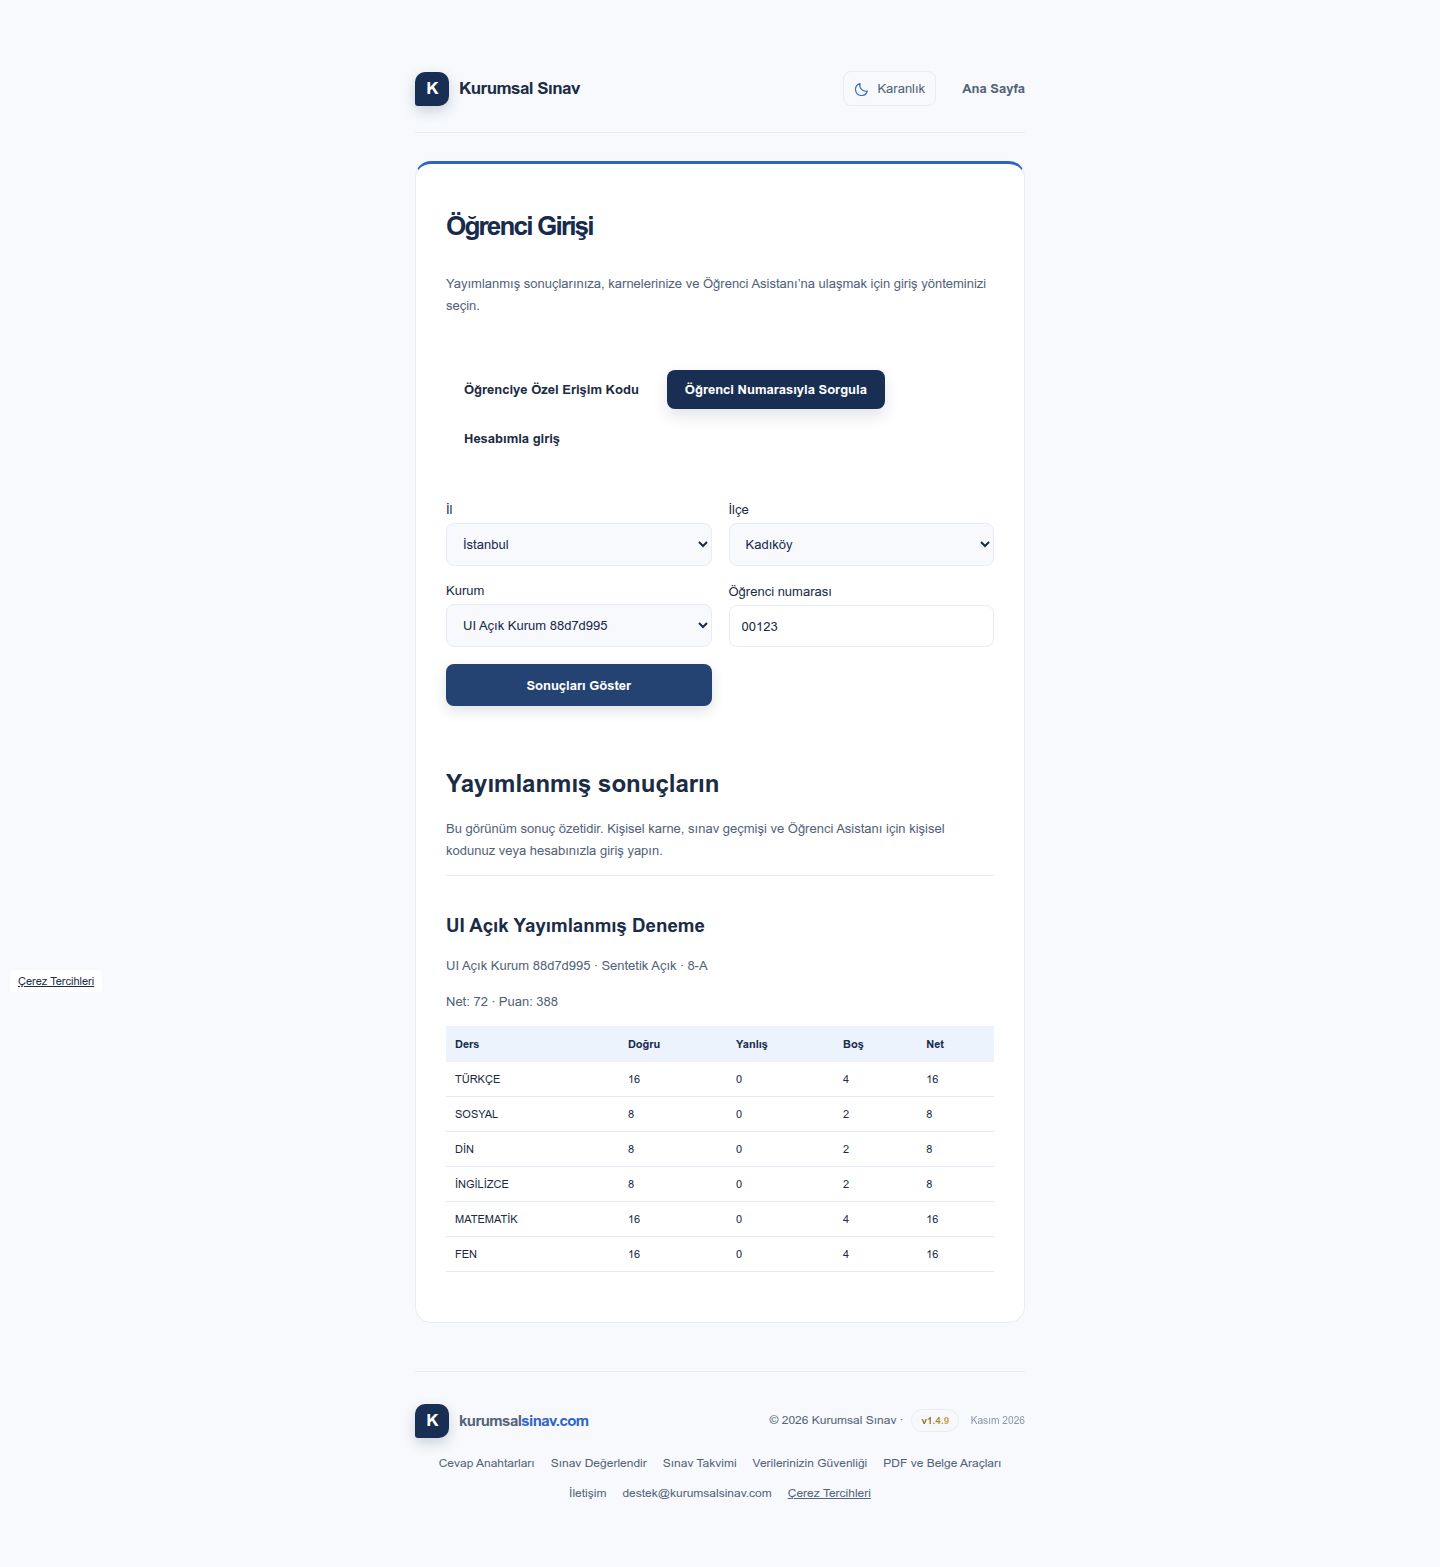 K Kurumsal Sınav Karanlık Ana Sayfa
Öğrenci Girişi
Yayımlanmış sonuçlarınıza, karnelerinize ve Öğrenci Asistanı’na ulaşmak için giriş yönteminizi
seçin.
Öğrenciye Özel Erişim Kodu Öğrenci Numarasıyla Sorgula
Hesabımla giriş
İl İlçe
İstanbul Kadıköy
Kurum Öğrenci numarası
UI Açık Kurum 88d7d995 00123
Sonuçları Göster
Yayımlanmış sonuçların
Bu görünüm sonuç özetidir. Kişisel karne, sınav geçmişi ve Öğrenci Asistanı için kişisel
kodunuz veya hesabınızla giriş yapın.
UI Açık Yayımlanmış Deneme
UI Açık Kurum 88d7d995 · Sentetik Açık · 8-A
Çerez Tercihleri
Net: 72 · Puan: 388
Ders Doğru Yanlış Boş Net
TÜRKÇE 16 0 4 16
SOSYAL 8 0 2 8
DİN 8 0 2 8
İNGİLİZCE 8 0 2 8
MATEMATİK 16 0 4 16
FEN 16 0 4 16
K kurumsalsinav.com © 2026 Kurumsal Sınav · v1.4.9 Kasım 2026
Cevap Anahtarları Sınav Değerlendir Sınav Takvimi Verilerinizin Güvenliği PDF ve Belge Araçları
İletişim destek@kurumsalsinav.com Çerez Tercihleri